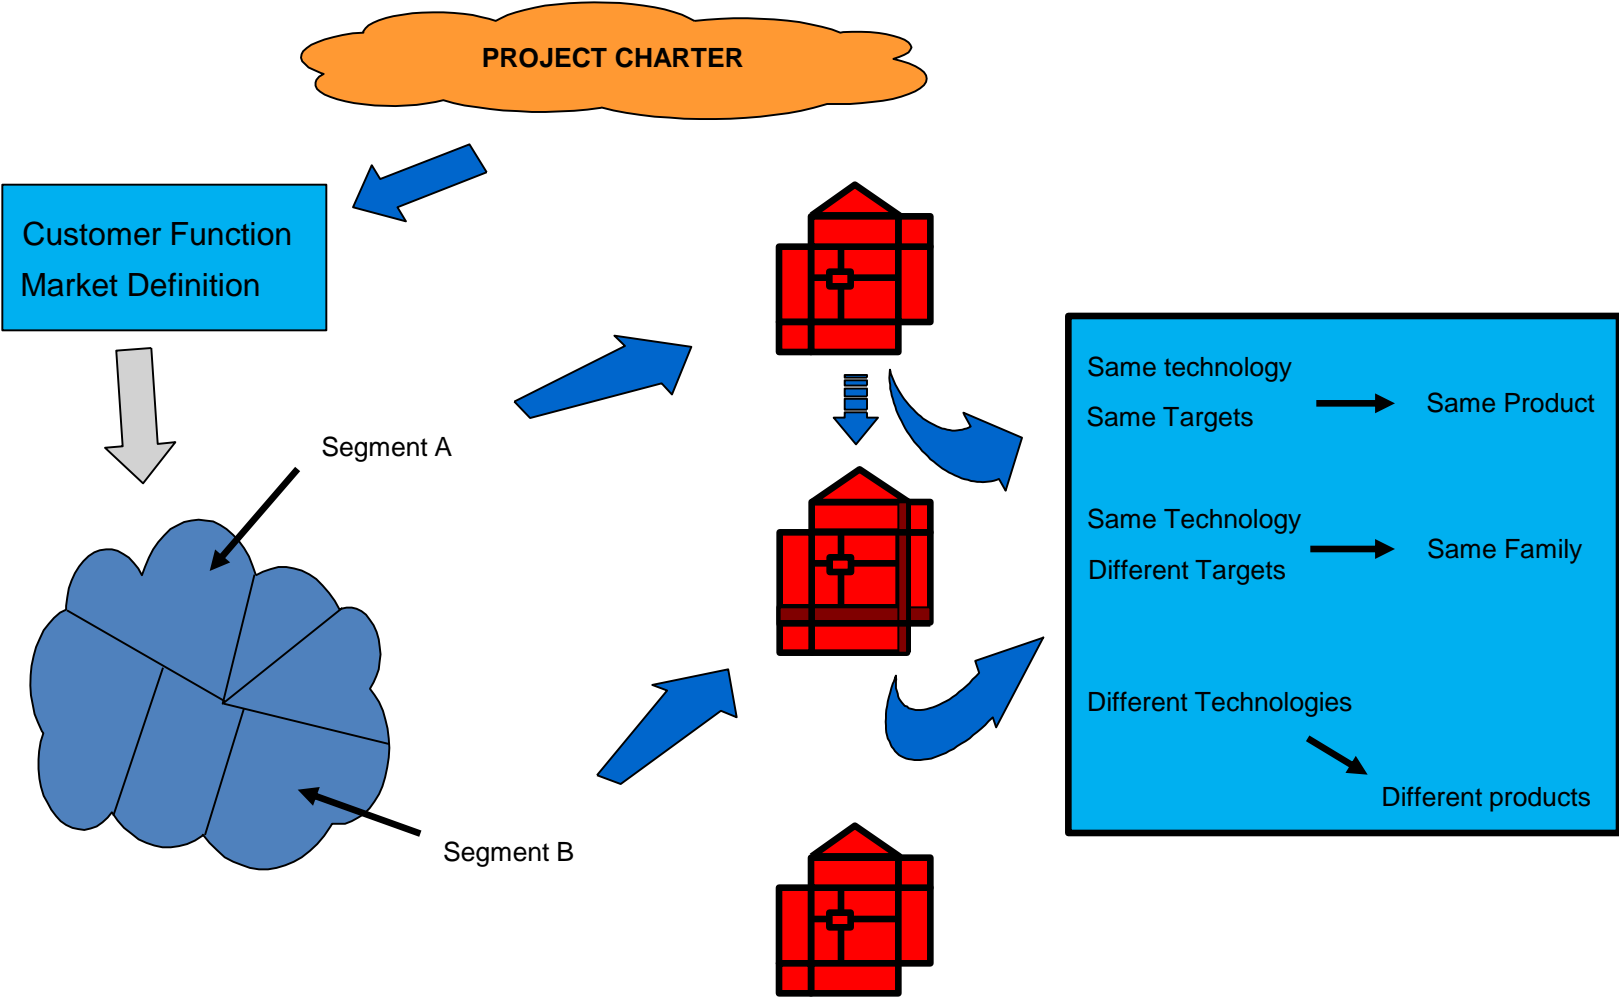 PROJECT CHARTER
Customer Function
Market Definition
Segment A
Segment B
Same technology
Same Targets
Same Product
Same Technology
Different Targets
Same Family
Different Technologies
Different products